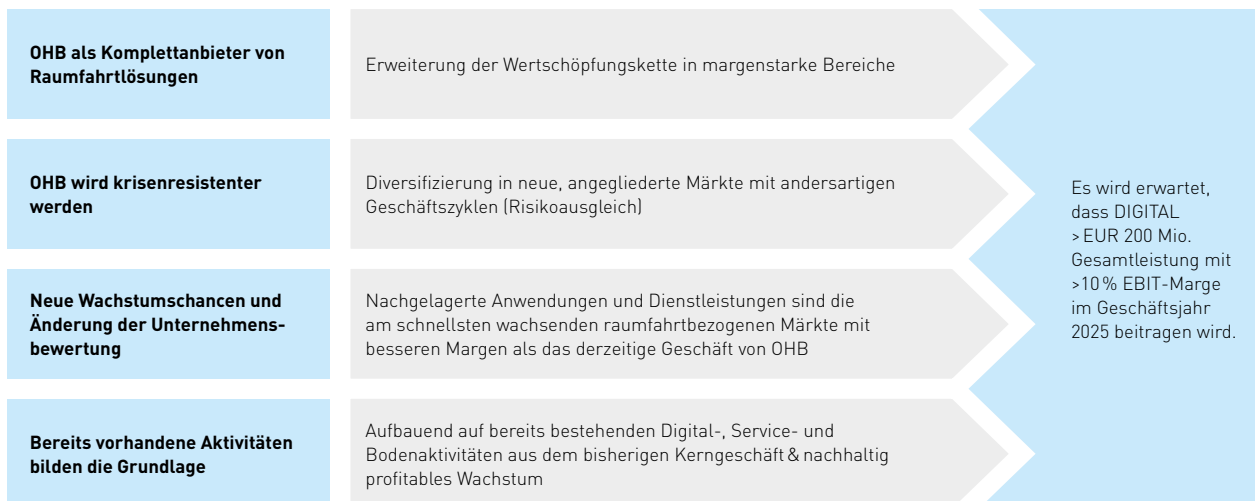 OHB als Komplettanbieter von
Raumfahrtlösungen
Erweiterung der Wertschöpfungskette in margenstarke Bereiche
OHB wird krisenresistenter
werden
Diversifizierung in neue, angegliederte Märkte mit andersartigen
Geschäftszyklen (Risikoausgleich)
Neue Wachstumschancen und
Änderung der Unternehmens-
bewertung
Nachgelagerte Anwendungen und Dienstleistungen sind die
am schnellsten wachsenden raumfahrtbezogenen Märkte mit
besseren Margen als das derzeitige Geschäft von OHB
Bereits vorhandene Aktivitäten
bilden die Grundlage
Aufbauend auf bereits bestehenden Digital-, Service- und
Bodenaktivitäten aus dem bisherigen Kerngeschäft & nachhaltig
profitables Wachstum
Es wird erwartet,
dass DIGITAL
> EUR 200 Mio.
Gesamtleistung mit
>10 % EBIT-Marge
im Geschäftsjahr
2025 beitragen wird.